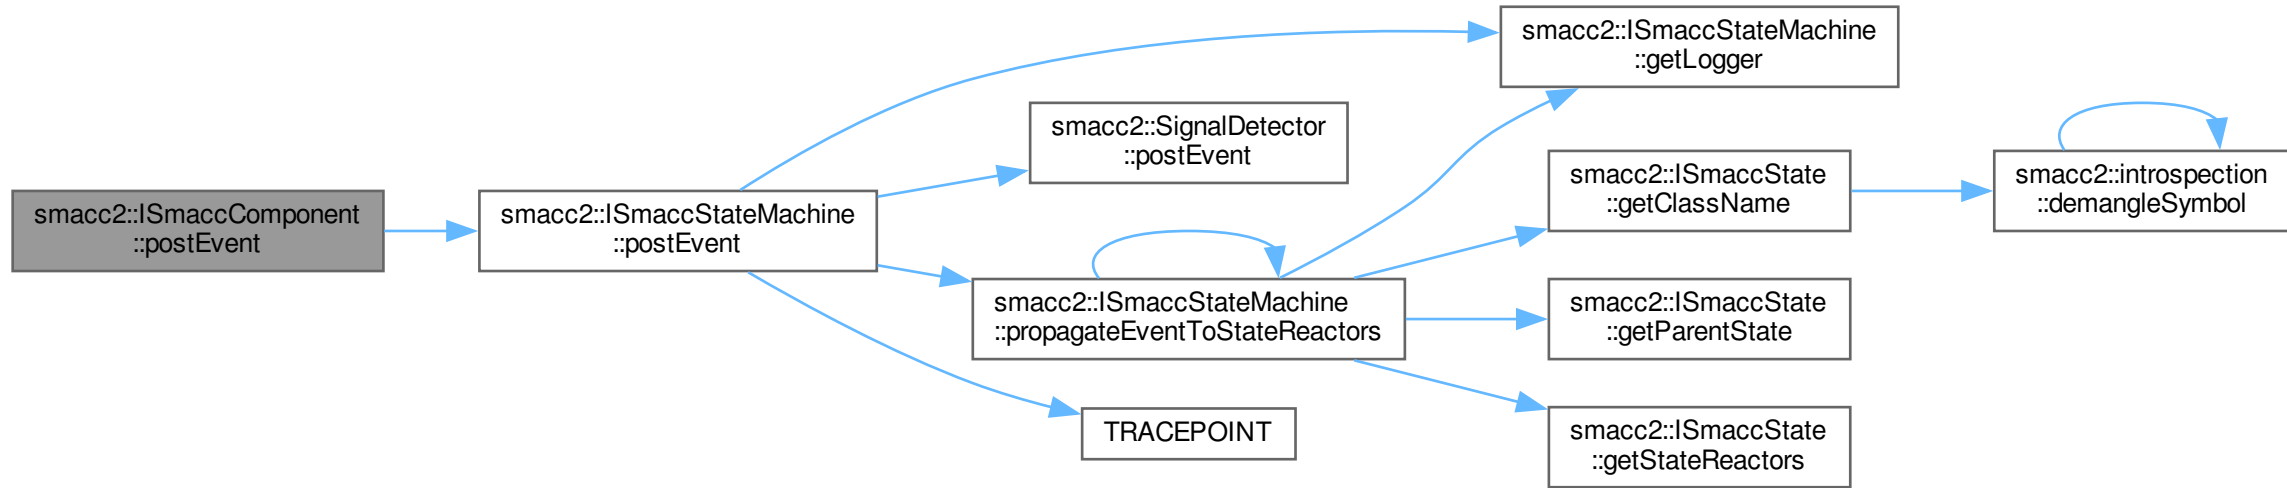 smacc2::ISmaccComponent
::postEvent
smacc2::ISmaccStateMachine
::postEvent
smacc2::ISmaccStateMachine
::getLogger
smacc2::SignalDetector
::postEvent
smacc2::ISmaccStateMachine
::propagateEventToStateReactors
TRACEPOINT
smacc2::ISmaccState
::getClassName
smacc2::ISmaccState
::getParentState
smacc2::ISmaccState
::getStateReactors
smacc2::introspection
::demangleSymbol